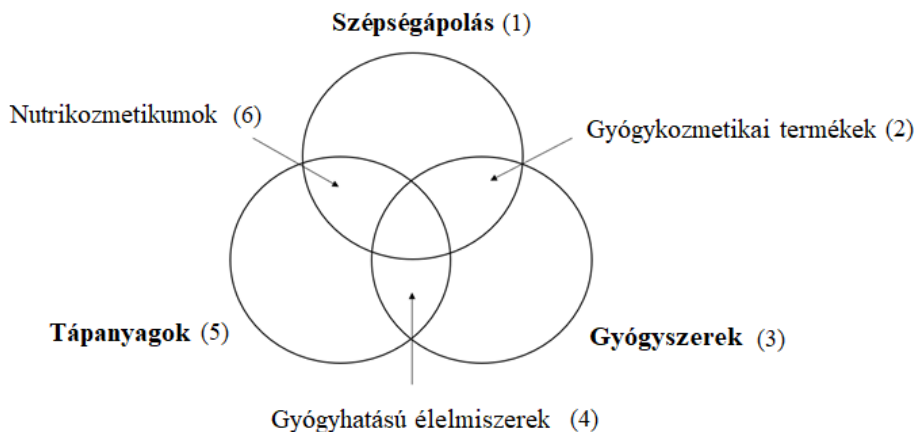 Szépségápolás (1)
Nutrikozmetikumok (6)
Gyógykozmetikai termékek (2)
Tápanyagok (5)
Gyógyszerek (3)
Gyógyhatású élelmiszerek (4)